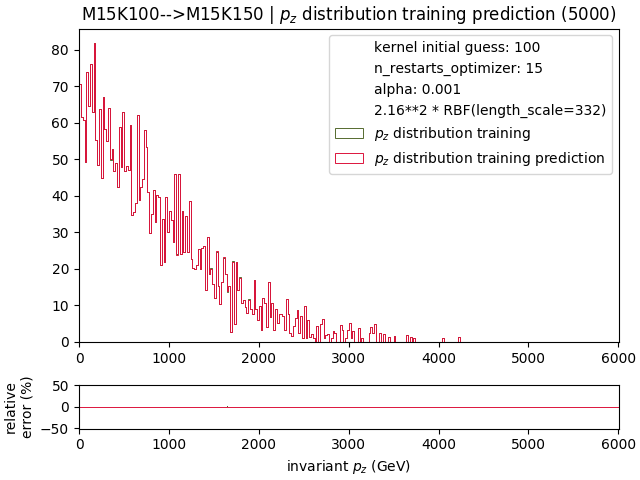 M15K100-->M15K150 | p_z distribution training prediction (5000)
kernel initial guess: 100
n_restarts_optimizer: 15
alpha: 0.001
2.16**2 * RBF(length_scale=332)
p_z distribution training
p_z distribution training prediction
80
70
60
50
40
30
20
10
0
0 1000 2000 3000 4000 5000 6000
relative
error (%)
50
0
−50
0 1000 2000 3000 4000 5000 6000
invariant p_z (GeV)